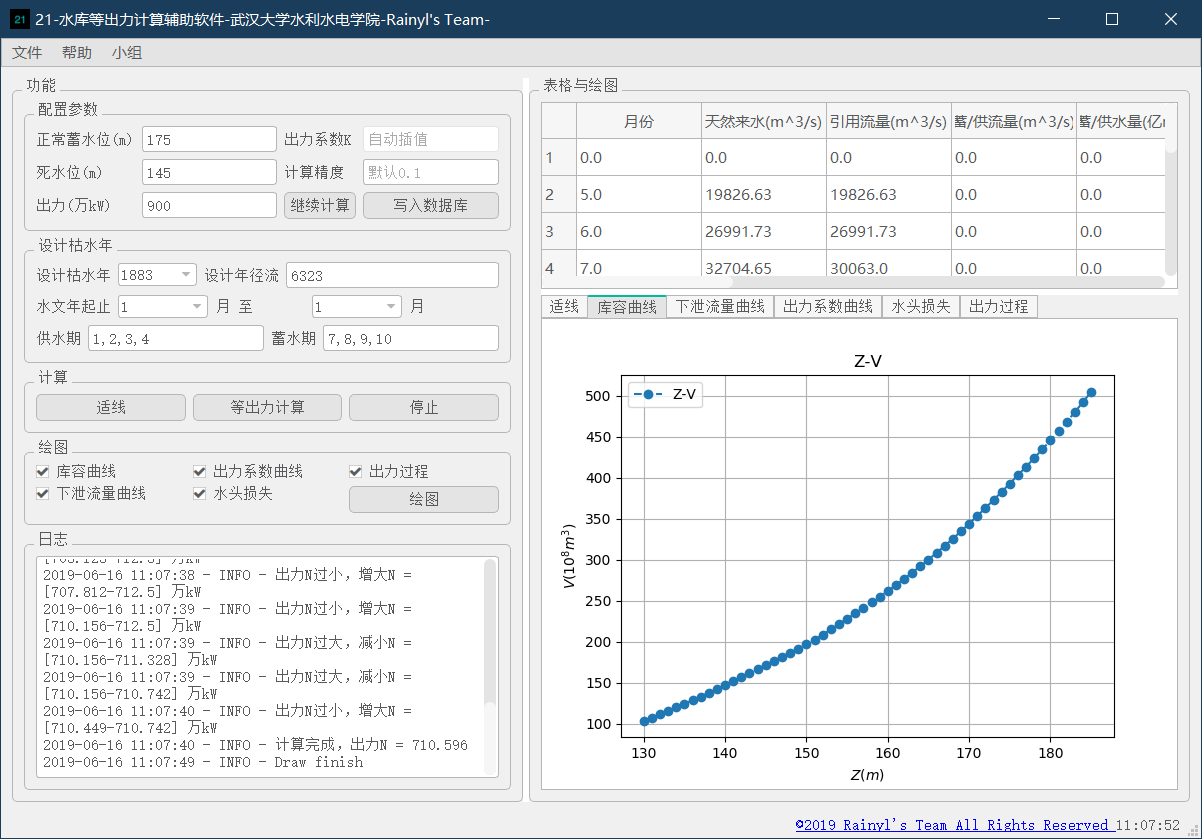 21 21-水库等出力计算辅助软件-武汉大学水利水电学院-Rainyl's Team-
文件 帮助 小组
功能
配置参数
正常蓄水位(m) 175 出力系数K 自动插值
死水位(m) 145 计算精度 默认0.1
出力(万kW) 900 继续计算 写入数据库
设计枯水年
设计枯水年 1883 设计年径流 6323
水文年起止 1 月 至 1 月
供水期 1,2,3,4 蓄水期 7,8,9,10
计算
适线 等出力计算 停止
绘图
库容曲线 出力系数曲线 出力过程
下泄流量曲线 水头损失 绘图
日志
[703.125-712.5] 万kW
2019-06-16 11:07:38 - INFO - 出力N过小，增大N =
[707.812-712.5] 万kW
2019-06-16 11:07:39 - INFO - 出力N过小，增大N =
[710.156-712.5] 万kW
2019-06-16 11:07:39 - INFO - 出力N过大，减小N =
[710.156-711.328] 万kW
2019-06-16 11:07:39 - INFO - 出力N过大，减小N =
[710.156-710.742] 万kW
2019-06-16 11:07:40 - INFO - 出力N过小，增大N =
[710.449-710.742] 万kW
2019-06-16 11:07:40 - INFO - 计算完成，出力N = 710.596
2019-06-16 11:07:49 - INFO - Draw finish
表格与绘图
月份 天然来水(m^3/s) 引用流量(m^3/s) 蓄/供流量(m^3/s) 蓄/供水量(亿
1 0.0 0.0 0.0 0.0 0.0
2 5.0 19826.63 19826.63 0.0 0.0
3 6.0 26991.73 26991.73 0.0 0.0
4 7.0 32704.65 30063.0 0.0 0.0
适线 库容曲线 下泄流量曲线 出力系数曲线 水头损失 出力过程
Z-V
Z-V
500
450
400
350
300
250
200
150
100
V(10^8m^3)
130 140 150 160 170 180
Z(m)
©2019 Rainyl's Team All Rights Reserved 11:07:52